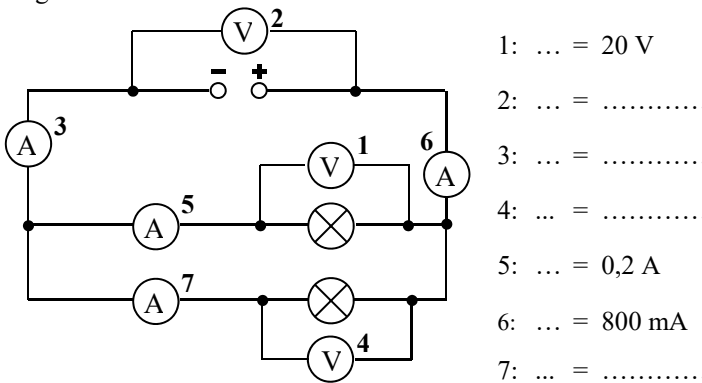 2
V
- +
3
A
6
A
1
V
5
A
7
A
4
V
1: … = 20 V
2: … = ………..
3: … = ………..
4: ... = ………..
5: … = 0,2 A
6: … = 800 mA
7: ... = ………..